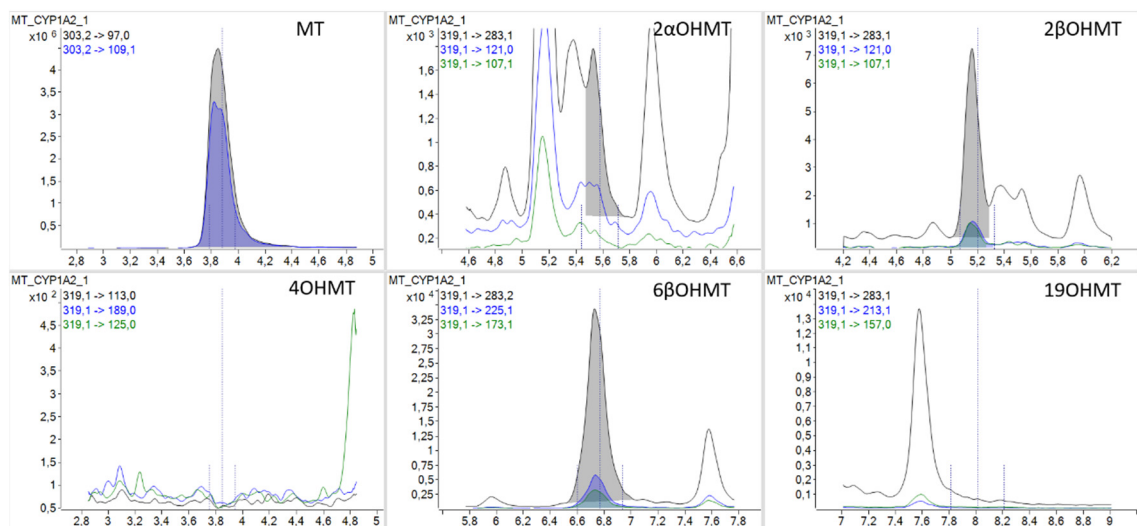 MT_CYP1A2_1
MT
x10 6
303,2 -> 97,0
303,2 -> 109,1
4,5
4
3,5
3
2,5
2
1,5
1
0,5
0
2,8 3 3,2 3,4 3,6 3,8 4 4,2 4,4 4,6 4,8 5
MT_CYP1A2_1
2αOHMT
x10 3
319,1 -> 283,1
319,1 -> 121,0
319,1 -> 107,1
1,8
1,6
1,4
1,2
1
0,8
0,6
0,4
0,2
4,6 4,8 5 5,2 5,4 5,6 5,8 6 6,2 6,4 6,6
MT_CYP1A2_1
2βOHMT
x10 3
319,1 -> 283,1
319,1 -> 121,0
319,1 -> 107,1
7
6
5
4
3
2
1
4,2 4,4 4,6 4,8 5 5,2 5,4 5,6 5,8 6 6,2
MT_CYP1A2_1
4OHMT
x10 2
319,1 -> 113,0
319,1 -> 189,0
319,1 -> 125,0
4,5
4
3,5
3
2,5
2
1,5
1
0,5
2,8 3 3,2 3,4 3,6 3,8 4 4,2 4,4 4,6 4,8 5
MT_CYP1A2_1
6βOHMT
x10 4
319,1 -> 283,2
319,1 -> 225,1
319,1 -> 173,1
3,5
3,25
3
2,75
2,5
2,25
2
1,75
1,5
1,25
1
0,75
0,5
0,25
5,8 6 6,2 6,4 6,6 6,8 7 7,2 7,4 7,6 7,8
MT_CYP1A2_1
19OHMT
x10 4
319,1 -> 283,1
319,1 -> 213,1
319,1 -> 157,0
1,3
1,2
1,1
1
0,9
0,8
0,7
0,6
0,5
0,4
0,3
0,2
0,1
7 7,2 7,4 7,6 7,8 8 8,2 8,4 8,6 8,8 9